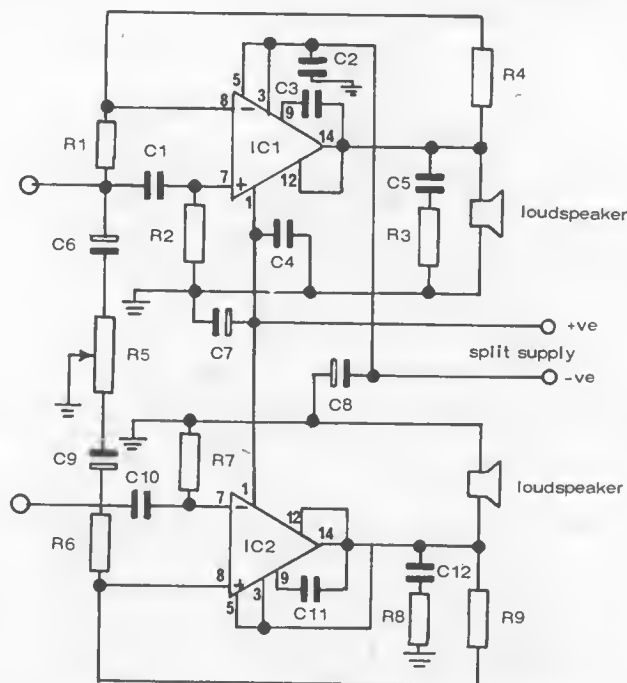 5
3
C2
C3
R4
8
−
9
R1
IC1
14
C1
7
+
12
C5
1
loudspeaker
R2
R3
C6
C4
C7
+ve
R5
split supply
C8
−ve
C9
R7
C10
loudspeaker
1
12
7
−
14
R6
IC2
8
+
9
C12
3
5
C11
R8
R9